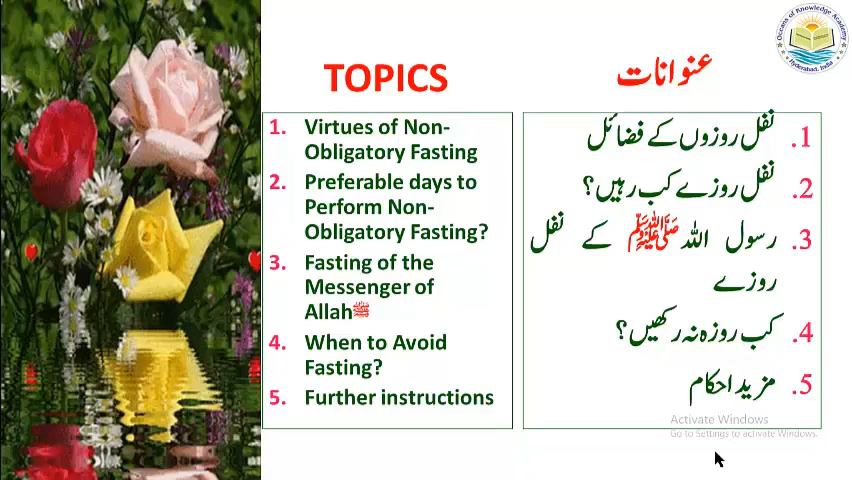 Oceans of Knowledge Academy
Hyderabad, India
TOPICS
1. Virtues of Non-
Obligatory Fasting
2. Preferable days to
Perform Non-
Obligatory Fasting?
3. Fasting of the
Messenger of
Allahﷺ
4. When to Avoid
Fasting?
5. Further instructions
عنوانات
1. نفل روزوں کے فضائل
2. نفل روزے کب رہیں؟
3. رسول اللہ ﷺ کے نفل
روزے
4. کب روزہ نہ رکھیں؟
5. مزید احکام
Activate Windows
Go to Settings to activate Windows.